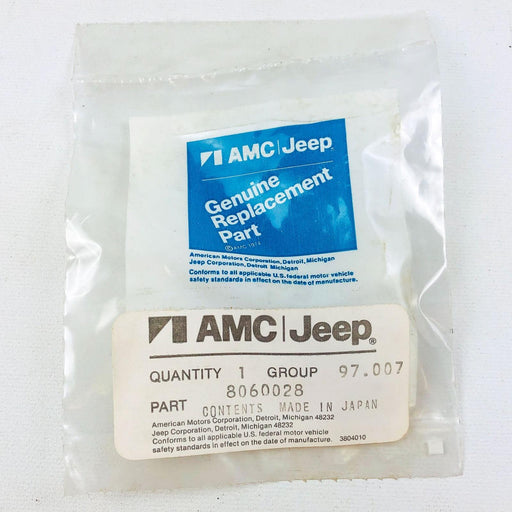 AMC|Jeep
Genuine
Replacement
Part
©AMC 1974
American Motors Corporation, Detroit, Michigan
Jeep Corporation, Detroit Michigan
Conforms to all applicable U.S. federal motor vehicle
safety standards in effect on the date of manufacture.
AMC|Jeep®
QUANTITY 1 GROUP 97.007
8060028
PART CONTENTS MADE IN JAPAN
American Motors Corporation, Detroit, Michigan 48232
Jeep Corporation, Detroit, Michigan 48232
Conforms to all applicable U.S. federal motor vehicle
safety standards in effect on the date of manufacture. 3804010